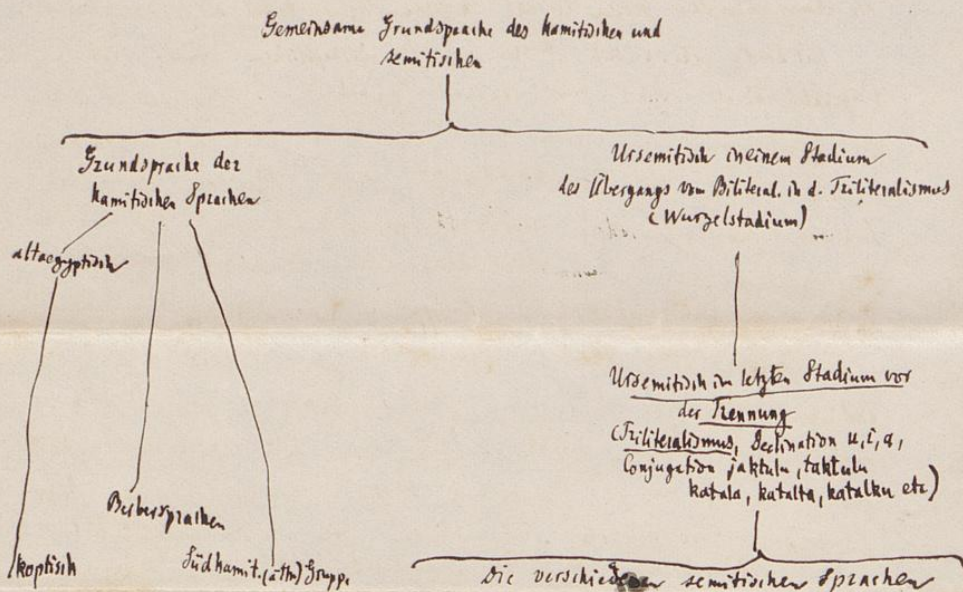 Gemeinsame Grundsprache des hamitischen und
semitischen
Grundsprache der
hamitischen Sprachen
altaegyptisch
koptisch
Berbersprachen
Südhamit. (äth) Gruppe
Ursemitisch in einem Stadium
des Übergangs vom Biliteral. in d. Triliteralismus
(Wurzelstadium)
Ursemitisch im letzten Stadium vor
der Trennung
(Triliteralismus, Declination u, i, a,
Conjugation jaktulu, taktulu
katala, katalta, katalku etc)
Die verschiedenen semitischen Sprachen